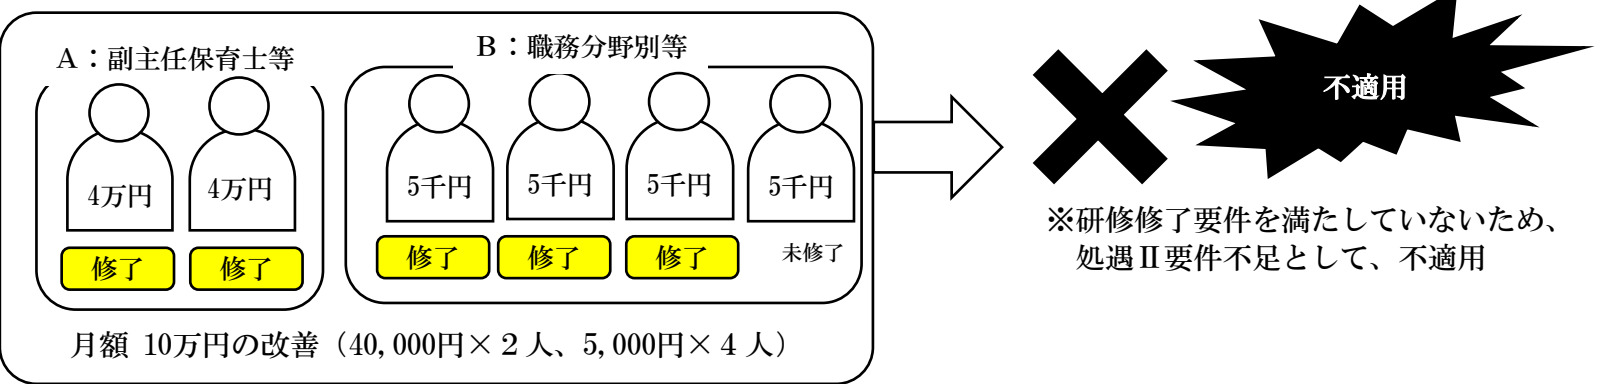 A：副主任保育士等
B：職務分野別等
4万円
4万円
5千円
5千円
5千円
5千円
修了
修了
修了
修了
修了
未修了
月額 10万円の改善（40,000円×２人、5,000円×４人）
不適用
※研修修了要件を満たしていないため、
処遇Ⅱ要件不足として、不適用